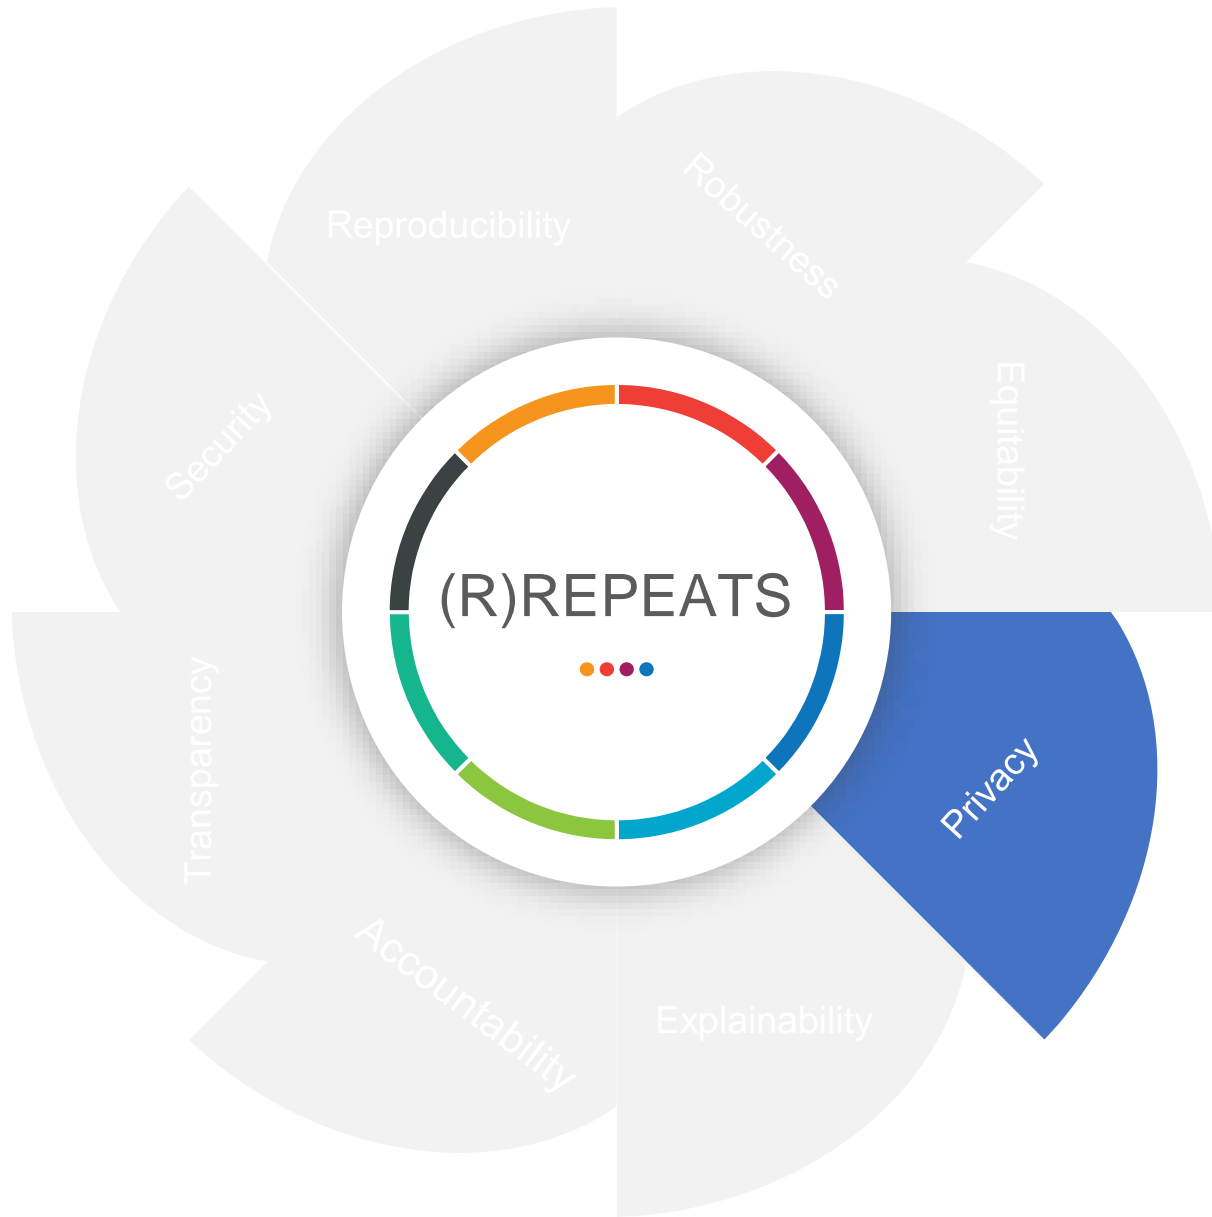 Reproducibility
Robustness
Equitability
Privacy
Explainability
Accountability
Transparency
Security
(R)REPEATS